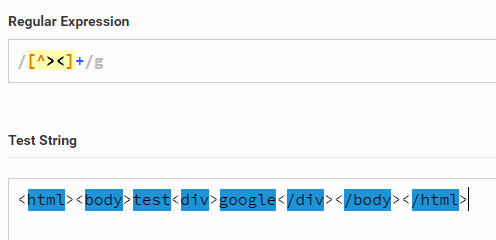 Regular Expression
/[^><]+/g
Test String
<html><body>test<div>google</div></body></html>